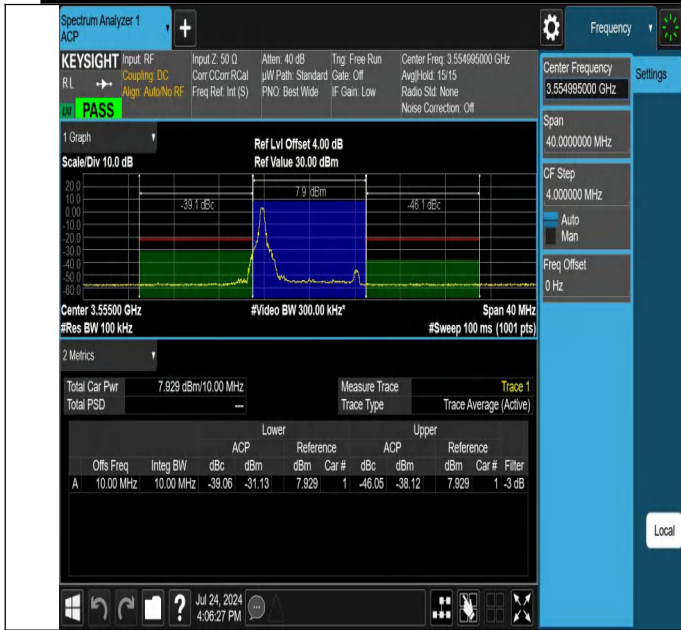 Spectrum Analyzer 1
ACP
+
Frequency
KEYSIGHT Input: RF Input Z: 50 Ω Atten: 40 dB Trig: Free Run Center Freq: 3.554995000 GHz
RL Coupling: DC Corr CCorr RCal µW Path: Standard Gate: Off Avg|Hold: 15/15
Align: Auto/No RF Freq Ref: Int (S) PNO: Best Wide IF Gain: Low Radio Std: None
PASS Noise Correction: Off
Center Frequency
3.554995000 GHz
Settings
Span
40.0000000 MHz
CF Step
4.000000 MHz
Auto
Man
Freq Offset
0 Hz
1 Graph
Ref Lvl Offset 4.00 dB
Scale/Div 10.0 dB Ref Value 30.00 dBm
20.0
10.0
0.00
-10.0
-20.0
-30.0
-40.0
-50.0
-60.0
-39.1 dBc 7.9 dBm -46.1 dBc
Center 3.55500 GHz #Video BW 300.00 kHz* Span 40 MHz
#Res BW 100 kHz #Sweep 100 ms (1001 pts)
2 Metrics
Total Car Pwr 7.929 dBm/10.00 MHz Measure Trace Trace 1
Total PSD --- Trace Type Trace Average (Active)
Lower Upper
ACP Reference ACP Reference
Offs Freq Integ BW dBc dBm dBm Car # dBc dBm dBm Car # Filter
A 10.00 MHz 10.00 MHz -39.06 -31.13 7.929 1 -46.05 -38.12 7.929 1 -3 dB
Local
? Jul 24, 2024
4:06:27 PM